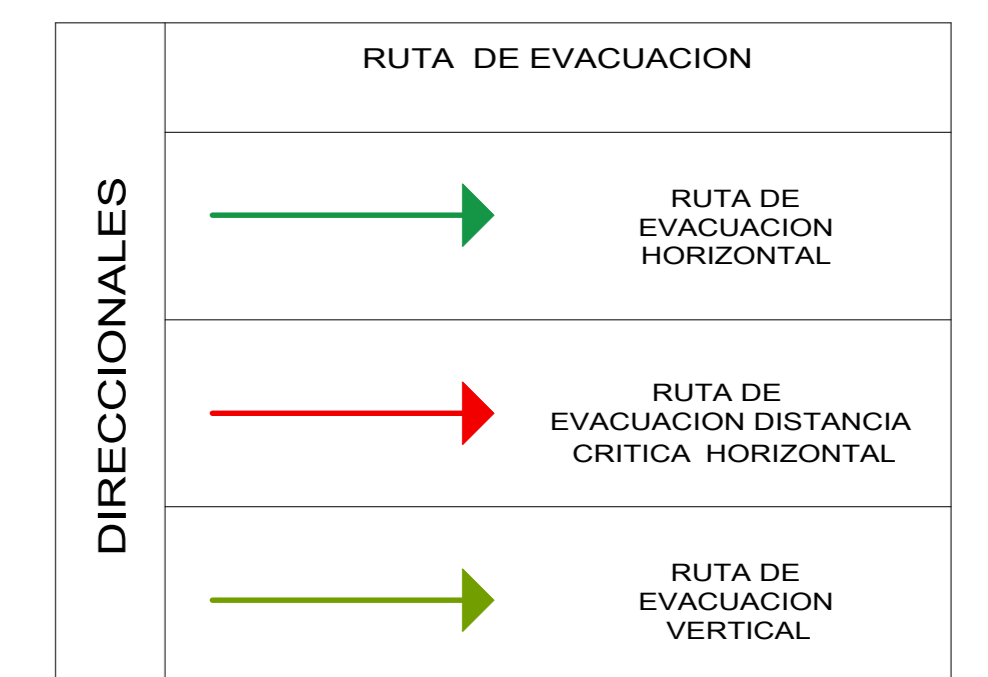 RUTA DE EVACUACION
DIRECCIONALES
RUTA DE
EVACUACION
HORIZONTAL
RUTA DE
EVACUACION DISTANCIA
CRITICA HORIZONTAL
RUTA DE
EVACUACION
VERTICAL